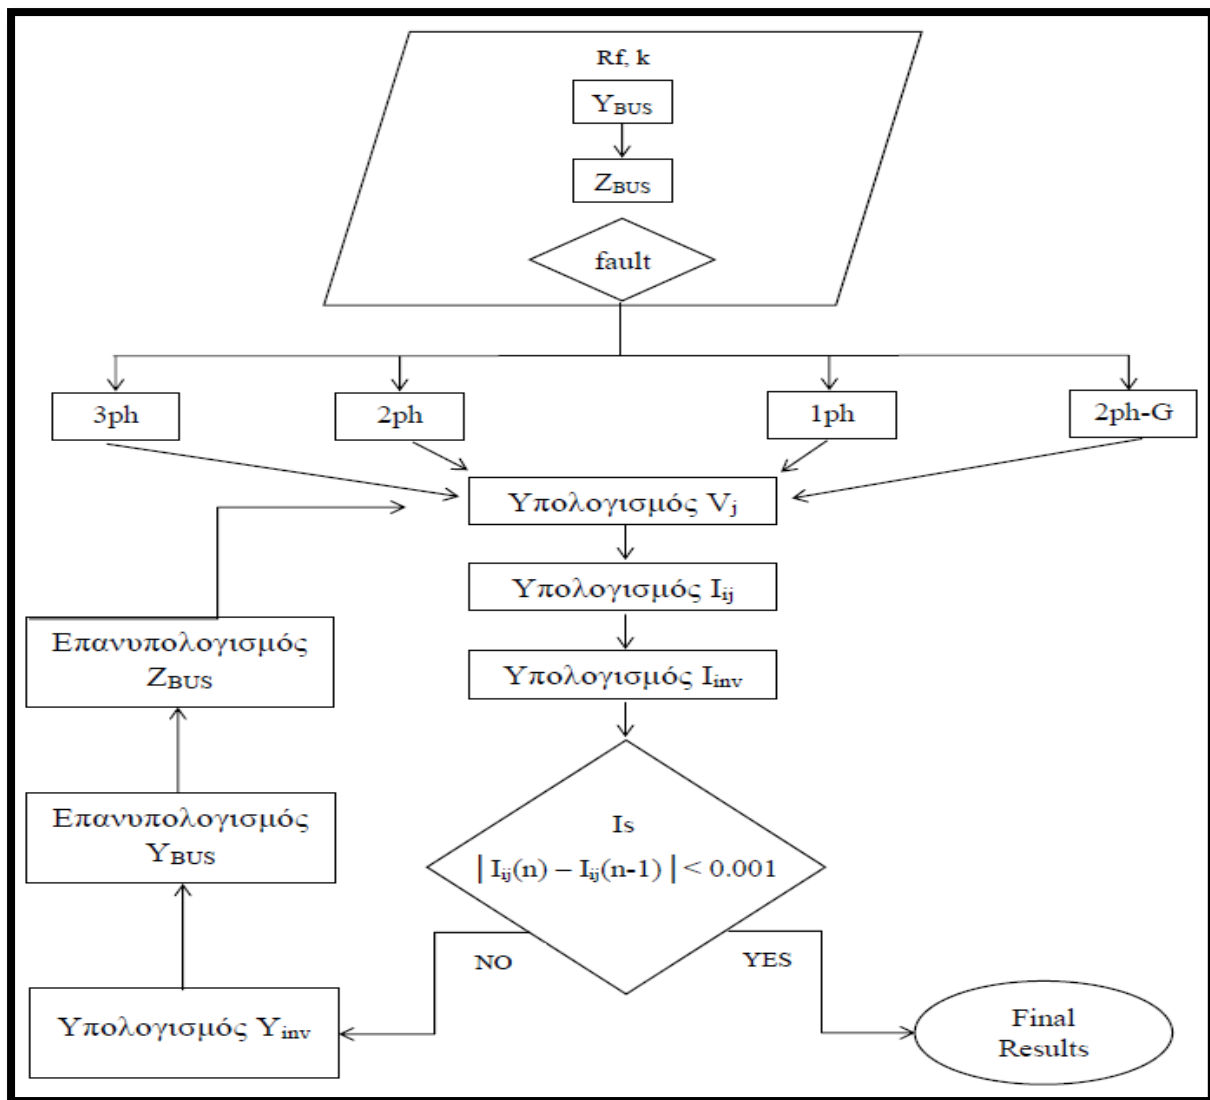 Rf, k
YBUS
ZBUS
fault
3ph
2ph
1ph
2ph-G
Υπολογισμός Vj
Υπολογισμός Iij
Υπολογισμός Iinv
Is
| Iij(n) – Iij(n-1) | < 0.001
NO
YES
Επανυπολογισμός
ZBUS
Επανυπολογισμός
YBUS
Υπολογισμός Yinv
Final
Results